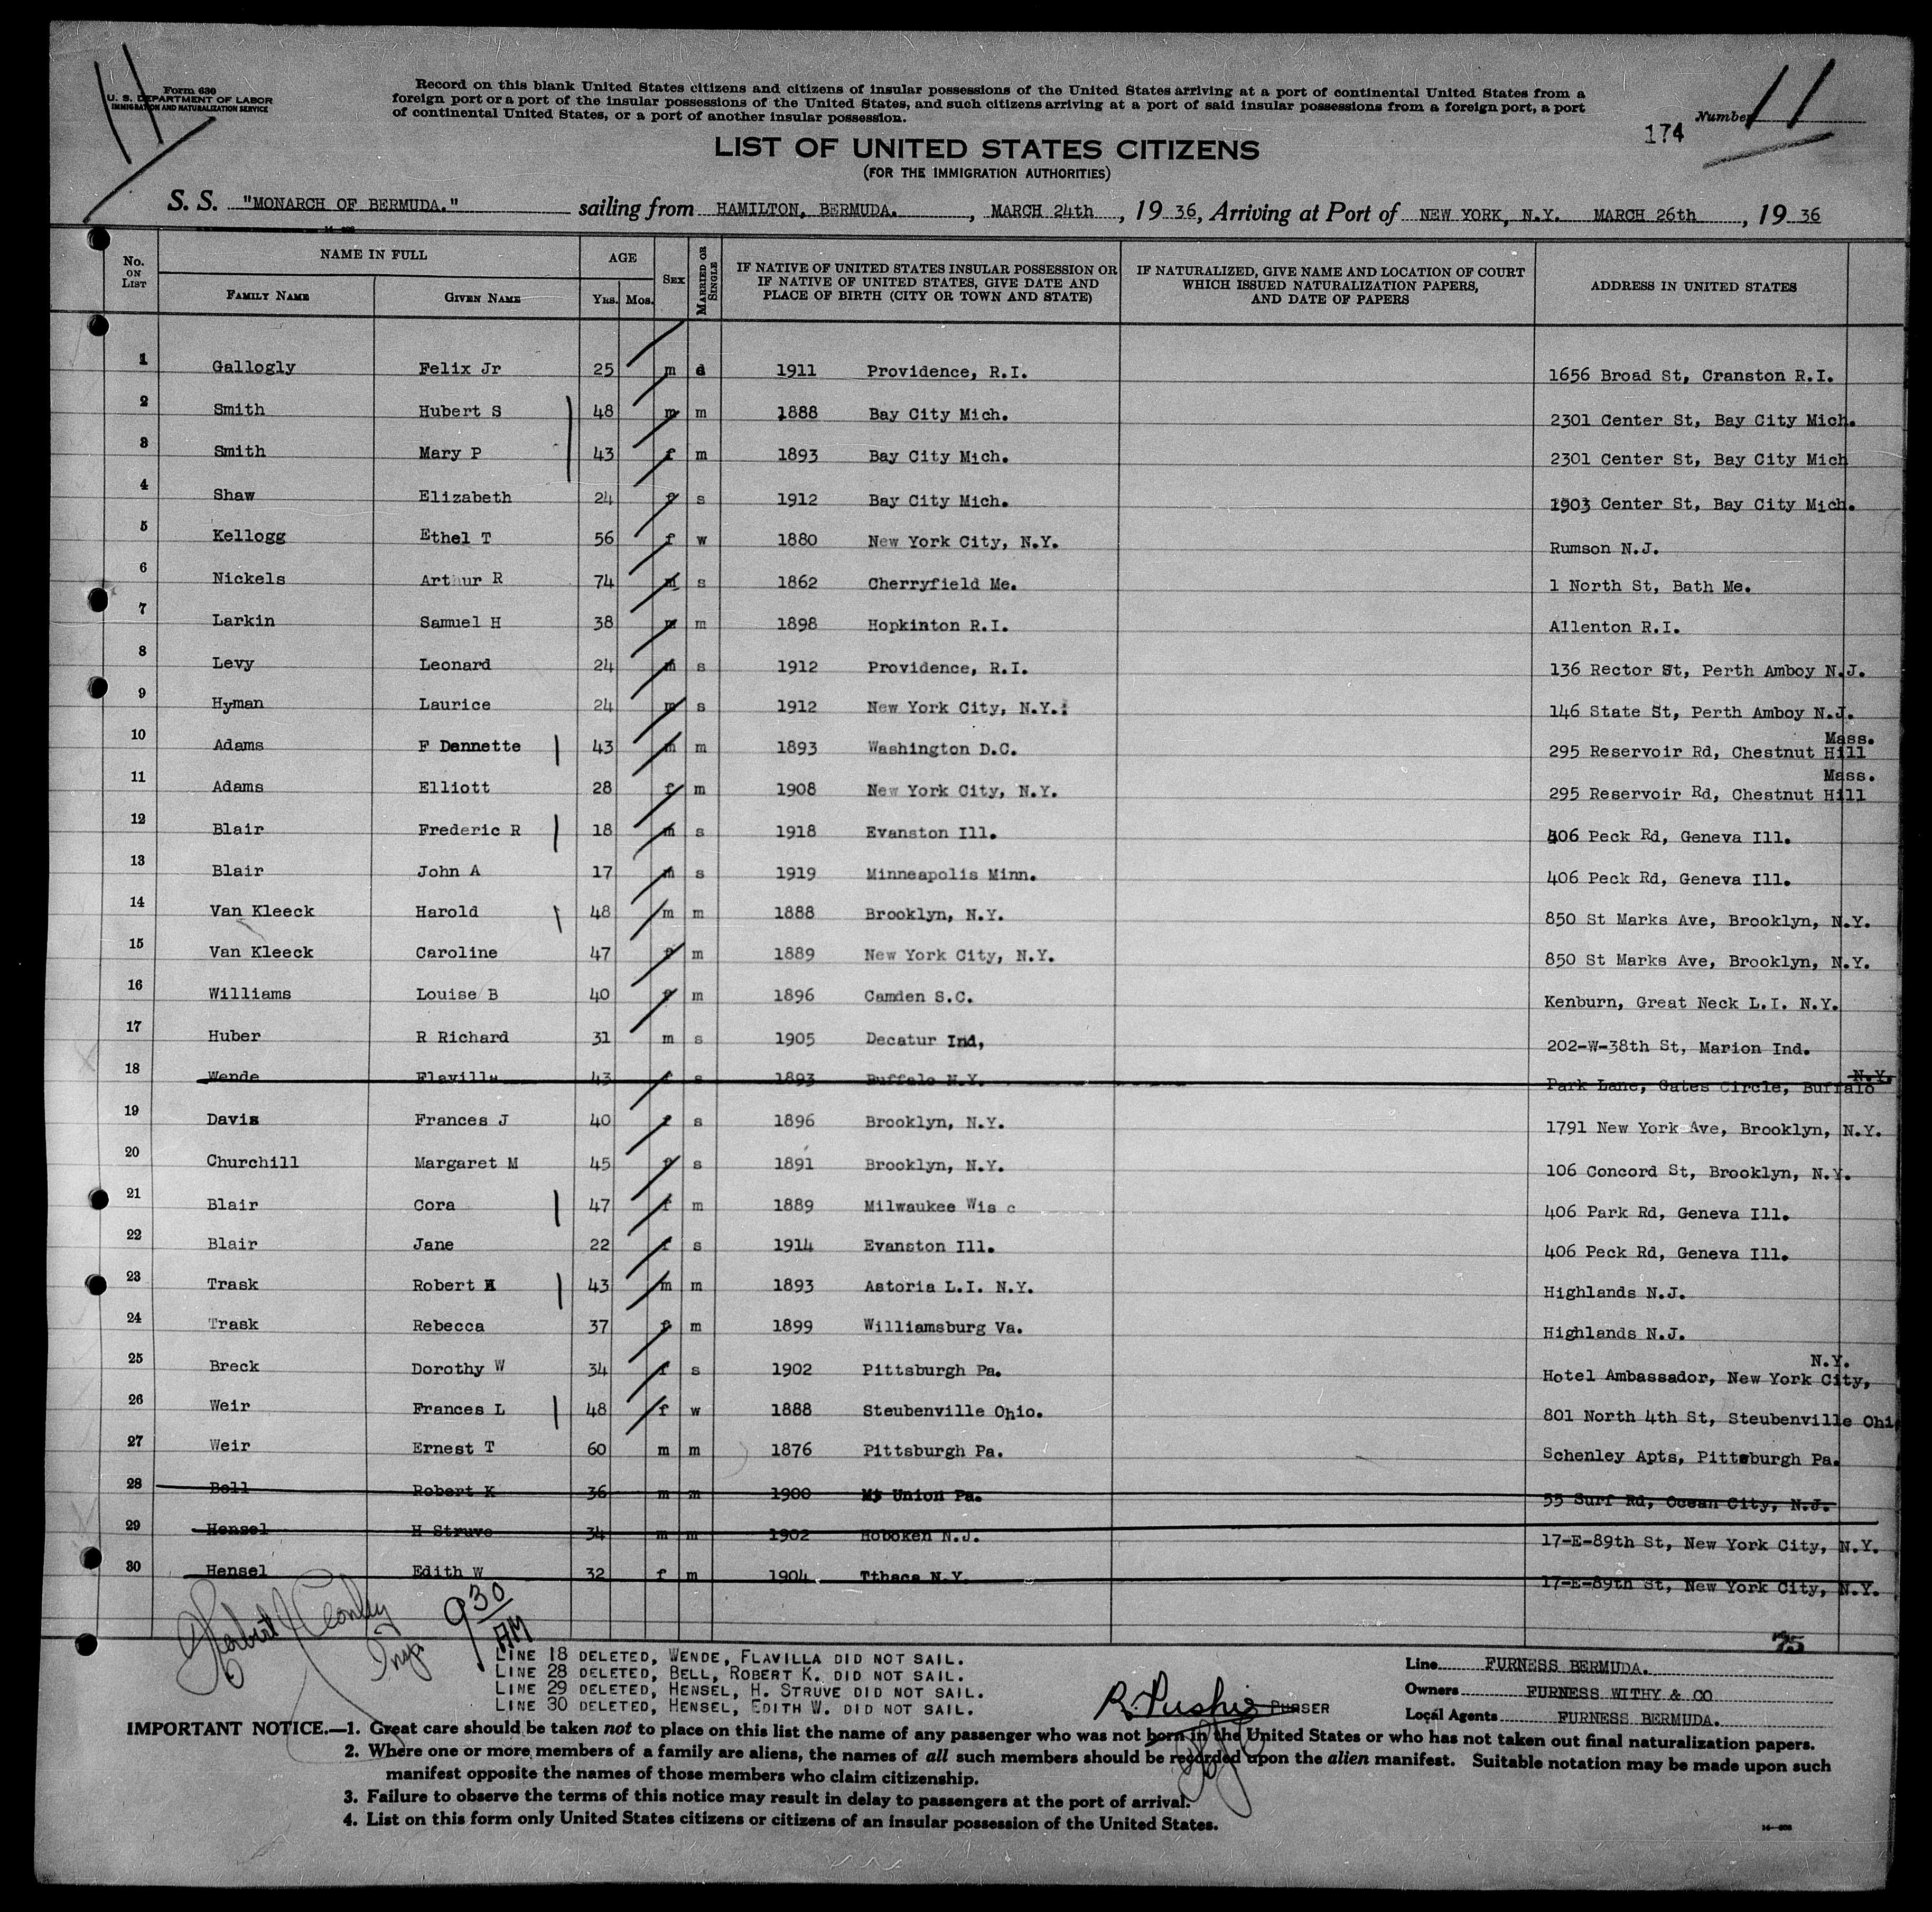 11
Form 630
U. S. DEPARTMENT OF LABOR
IMMIGRATION AND NATURALIZATION SERVICE
Record on this blank United States citizens and citizens of insular possessions of the United States arriving at a port of continental United States from a
foreign port or a port of the insular possessions of the United States, and such citizens arriving at a port of said insular possessions from a foreign port, a port
of continental United States, or a port of another insular possession.
174 Number 11
LIST OF UNITED STATES CITIZENS
(FOR THE IMMIGRATION AUTHORITIES)
S. S. "MONARCH OF BERMUDA." sailing from HAMILTON, BERMUDA. , MARCH 24th , 19 36, Arriving at Port of NEW YORK, N.Y. MARCH 26th , 19 36
No. ON LIST NAME IN FULL FAMILY NAME GIVEN NAME AGE YRS. MOS. SEX MARRIED OR SINGLE IF NATIVE OF UNITED STATES INSULAR POSSESSION OR IF NATIVE OF UNITED STATES, GIVE DATE AND PLACE OF BIRTH (CITY OR TOWN AND STATE) IF NATURALIZED, GIVE NAME AND LOCATION OF COURT WHICH ISSUED NATURALIZATION PAPERS, AND DATE OF PAPERS ADDRESS IN UNITED STATES
1 Gallogly Felix Jr 25 m d 1911 Providence, R.I. 1656 Broad St, Cranston R.I.
2 Smith Hubert S 48 m m 1888 Bay City Mich. 2301 Center St, Bay City Mich.
3 Smith Mary P 43 f m 1893 Bay City Mich. 2301 Center St, Bay City Mich
4 Shaw Elizabeth 24 f s 1912 Bay City Mich. 1903 Center St, Bay City Mich.
5 Kellogg Ethel T 56 f w 1880 New York City, N.Y. Rumson N.J.
6 Nickels Arthur R 74 m s 1862 Cherryfield Me. 1 North St, Bath Me.
7 Larkin Samuel H 38 m m 1898 Hopkinton R.I. Allenton R.I.
8 Levy Leonard 24 m s 1912 Providence, R.I. 136 Rector St, Perth Amboy N.J.
9 Hyman Laurice 24 m s 1912 New York City, N.Y. 146 State St, Perth Amboy N.J.
10 Adams F Dennette 43 m m 1893 Washington D.C. 295 Reservoir Rd, Chestnut Hill Mass.
11 Adams Elliott 28 f m 1908 New York City, N.Y. 295 Reservoir Rd, Chestnut Hill Mass.
12 Blair Frederic R 18 m s 1918 Evanston Ill. 406 Peck Rd, Geneva Ill.
13 Blair John A 17 m s 1919 Minneapolis Minn. 406 Peck Rd, Geneva Ill.
14 Van Kleeck Harold 48 m m 1888 Brooklyn, N.Y. 850 St Marks Ave, Brooklyn, N.Y.
15 Van Kleeck Caroline 47 f m 1889 New York City, N.Y. 850 St Marks Ave, Brooklyn, N.Y.
16 Williams Louise B 40 f m 1896 Camden S.C. Kenburn, Great Neck L.I. N.Y.
17 Huber R Richard 31 m s 1905 Decatur Ind, 202-W-38th St, Marion Ind.
18 Wende Flavilla 43 f s 1893 Buffalo N.Y. Park Lane, Gates Circle, Buffalo N.Y.
19 Davis Frances J 40 f s 1896 Brooklyn, N.Y. 1791 New York Ave, Brooklyn, N.Y.
20 Churchill Margaret M 45 f s 1891 Brooklyn, N.Y. 106 Concord St, Brooklyn, N.Y.
21 Blair Cora 47 f m 1889 Milwaukee Wis c 406 Park Rd, Geneva Ill.
22 Blair Jane 22 f s 1914 Evanston Ill. 406 Peck Rd, Geneva Ill.
23 Trask Robert 43 m m 1893 Astoria L.I. N.Y. Highlands N.J.
24 Trask Rebecca 37 f m 1899 Williamsburg Va. Highlands N.J.
25 Breck Dorothy W 34 f s 1902 Pittsburgh Pa. Hotel Ambassador, New York City, N.Y.
26 Weir Frances L 48 f w 1888 Steubenville Ohio. 801 North 4th St, Steubenville Ohi
27 Weir Ernest T 60 m m 1876 Pittsburgh Pa. Schenley Apts, Pittsburgh Pa.
28 Bell Robert K 36 m m 1900 Mt Union Pa. 55 Surf Rd, Ocean City, N.J.
29 Hensel H Struve 34 m m 1902 Hoboken N.J. 17-E-89th St, New York City, N.Y.
30 Hensel Edith W 32 f m 1904 Ithaca N.Y. 17-E-89th St, New York City, N.Y.
9 30 AM
75
LINE 18 DELETED, WENDE, FLAVILLA DID NOT SAIL.
LINE 28 DELETED, BELL, ROBERT K. DID NOT SAIL.
LINE 29 DELETED, HENSEL, H. STRUVE DID NOT SAIL.
LINE 30 DELETED, HENSEL, EDITH W. DID NOT SAIL.
PURSER
Line FURNESS BERMUDA.
Owners FURNESS WITHY & CO
Local Agents FURNESS BERMUDA.
IMPORTANT NOTICE.—1. Great care should be taken not to place on this list the name of any passenger who was not born in the United States or who has not taken out final naturalization papers.
2. Where one or more members of a family are aliens, the names of all such members should be recorded upon the alien manifest. Suitable notation may be made upon such
manifest opposite the names of those members who claim citizenship.
3. Failure to observe the terms of this notice may result in delay to passengers at the port of arrival.
4. List on this form only United States citizens or citizens of an insular possession of the United States.